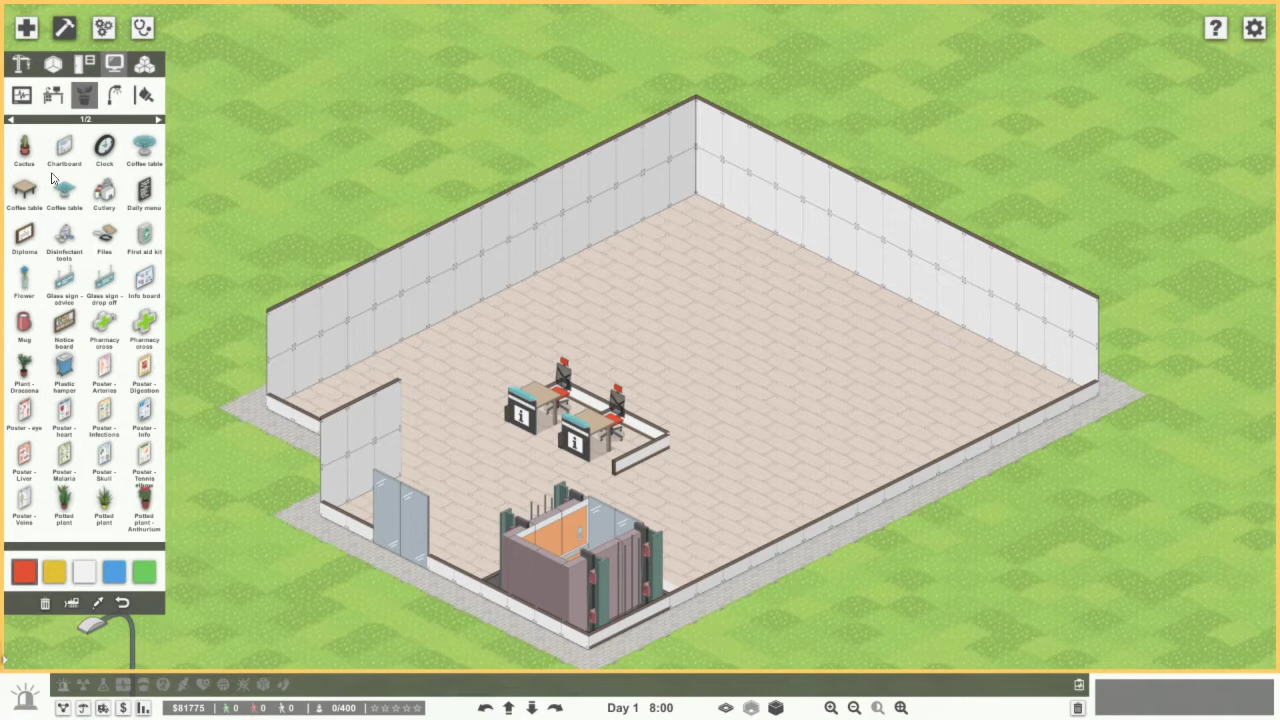 ?
1/2
Cactus
Chartboard
Clock
Coffee table
Coffee table
Coffee table
Cutlery
Daily menu
Diploma
Disinfectant tools
Files
First aid kit
Flower
Glass sign - advice
Glass sign - drop off
Info board
Mug
Notice board
Pharmacy cross
Pharmacy cross
Plant - Dracaena
Plastic hamper
Poster - Arteries
Poster - Digestion
Poster - eye
Poster - heart
Poster - Infections
Poster - Info
Poster - Liver
Poster - Malaria
Poster - Skull
Poster - Tennis elbow
Poster - Veins
Potted plant
Potted plant
Potted plant - Anthurium
i
i
$81775
0
0
0
0/400
Day 1 8:00